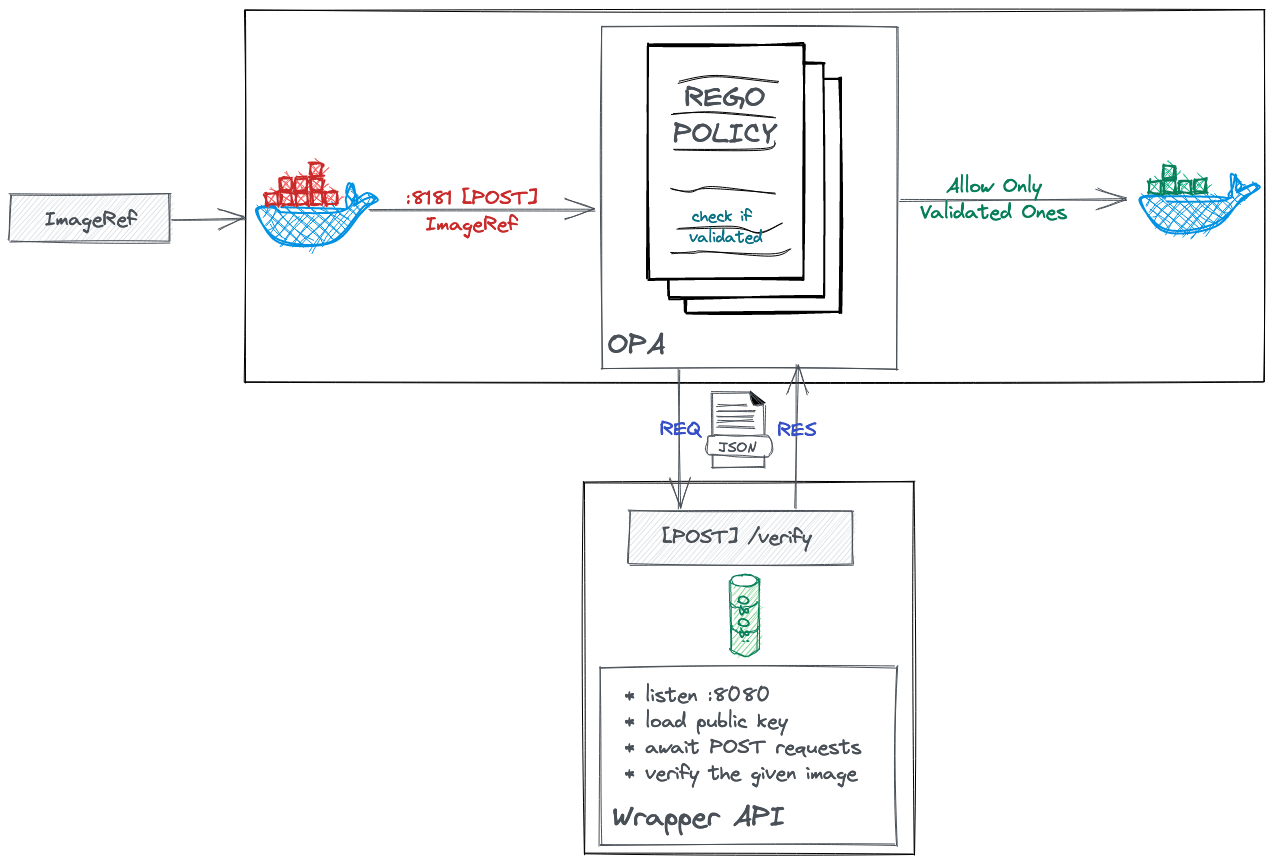 ImageRef
:8181 [POST]
ImageRef
REGO
POLICY
check if
validated
OPA
Allow Only
Validated Ones
REQ
JSON
RES
[POST] /verify
:8080
* listen :8080
* load public key
* await POST requests
* verify the given image
Wrapper API